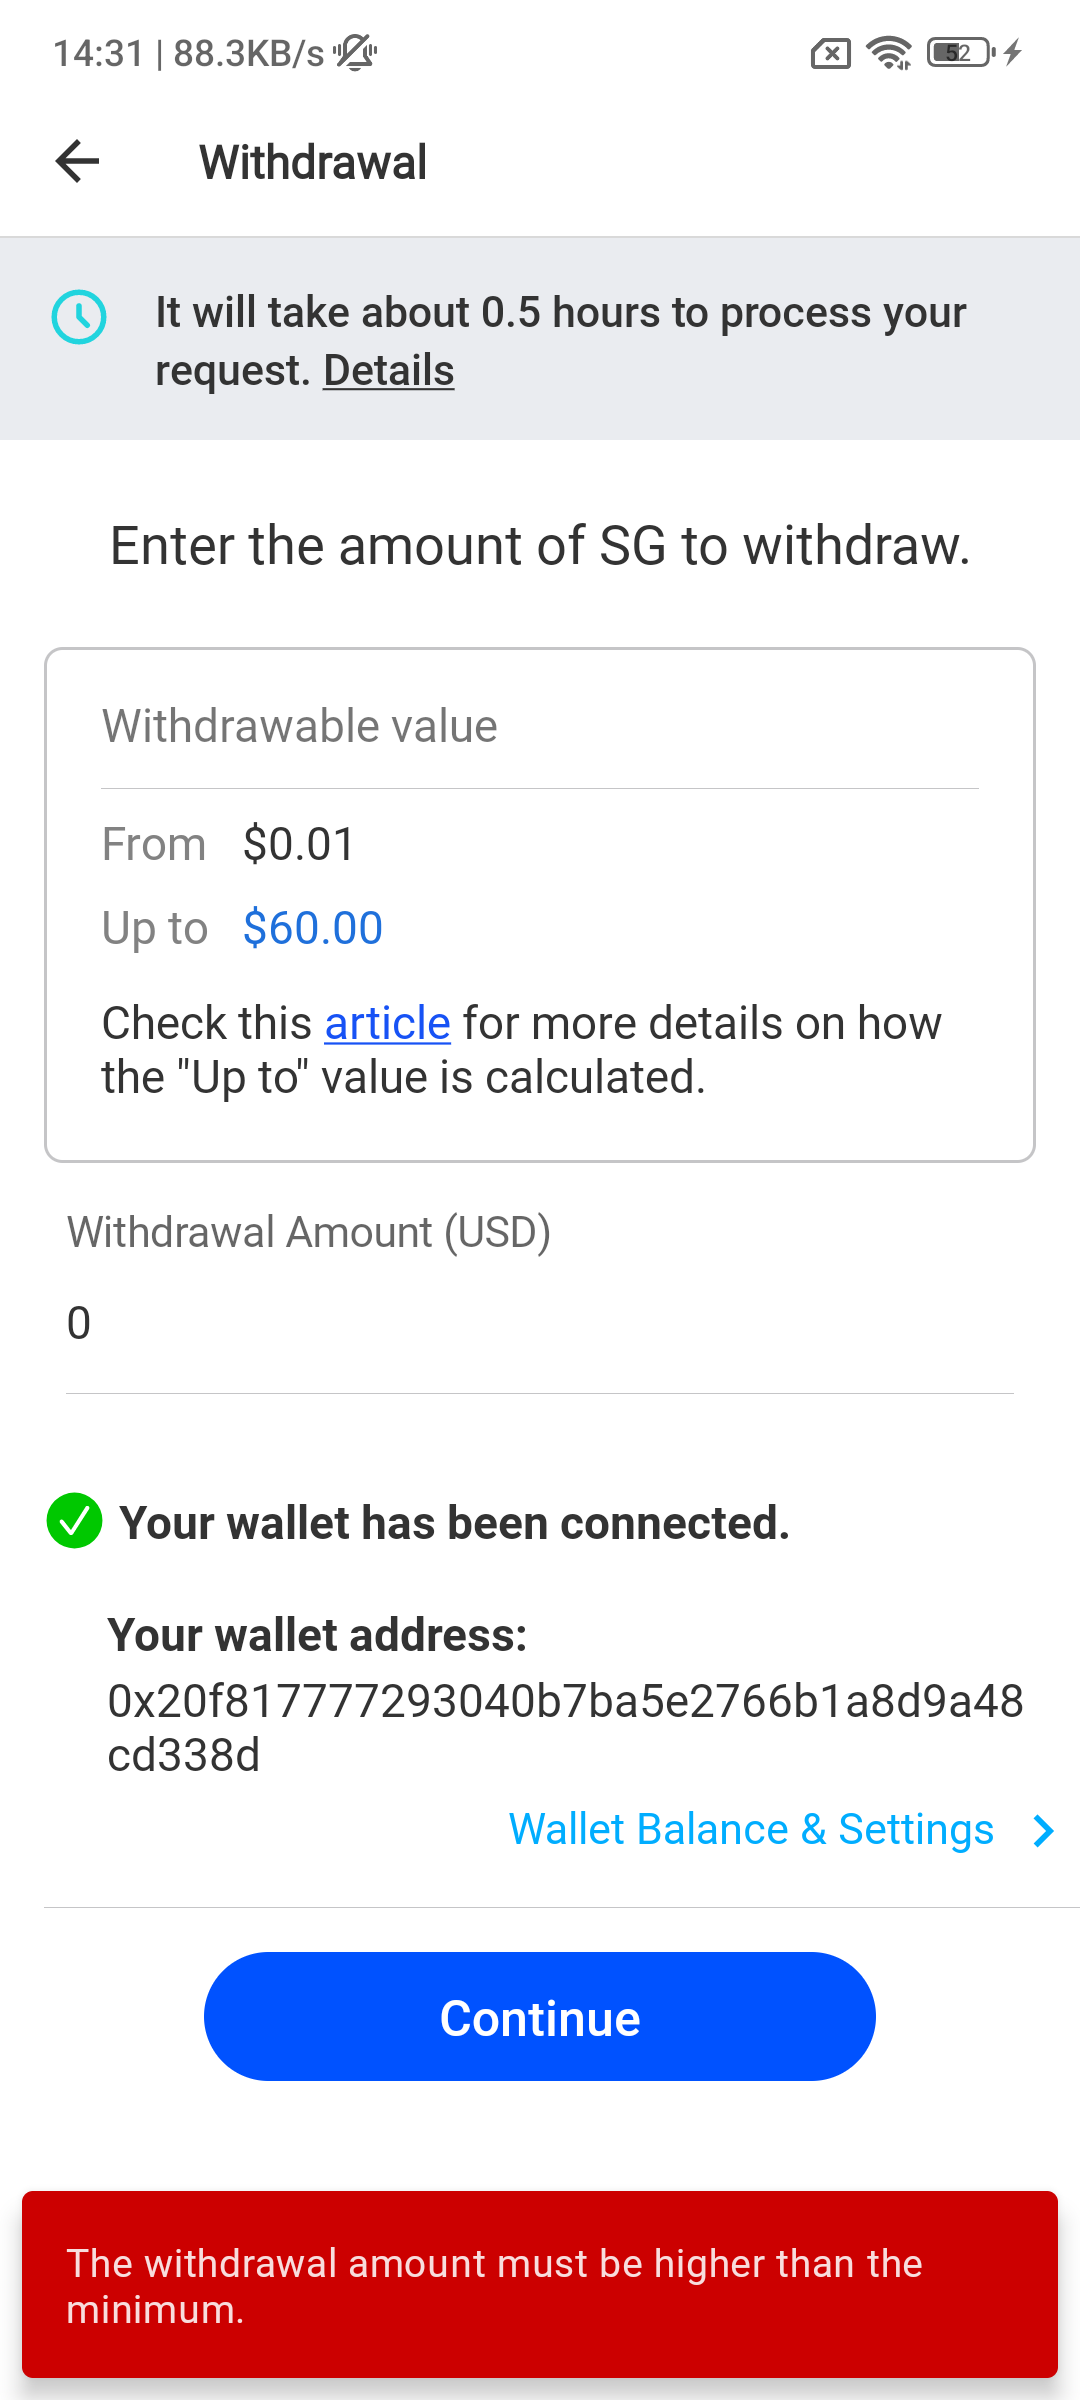 14:31 | 88.3KB/s
52
Withdrawal
It will take about 0.5 hours to process your
request. Details
Enter the amount of SG to withdraw.
Withdrawable value
From $0.01
Up to $60.00
Check this article for more details on how
the "Up to" value is calculated.
Withdrawal Amount (USD)
0
Your wallet has been connected.
Your wallet address:
0x20f817777293040b7ba5e2766b1a8d9a48
cd338d
Wallet Balance & Settings
Continue
The withdrawal amount must be higher than the
minimum.